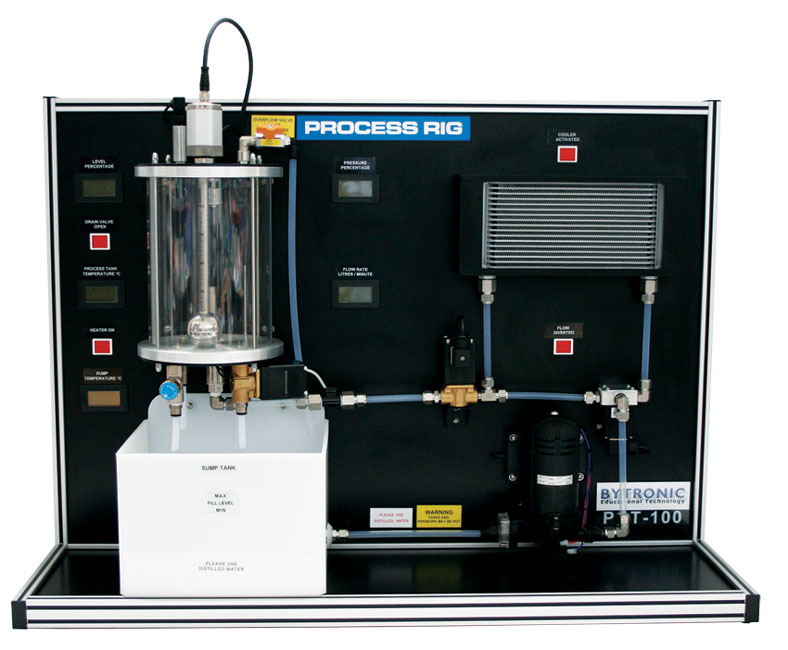 OVERFLOW VALVE
PROCESS RIG
COOLER
ACTIVATED
LEVEL
PERCENTAGE
PRESSURE
PERCENTAGE
DRAIN VALVE
OPEN
PROCESS TANK
TEMPERATURE °C
FLOW RATE
LITRES / MINUTE
HEATER ON
FLOW
DIVERTED
SUMP
TEMPERATURE °C
SUMP TANK
MAX
FILL LEVEL
MIN
PLEASE USE
DISTILLED WATER
PLEASE USE
DISTILLED WATER
WARNING
BYTRONIC
Educational Technology